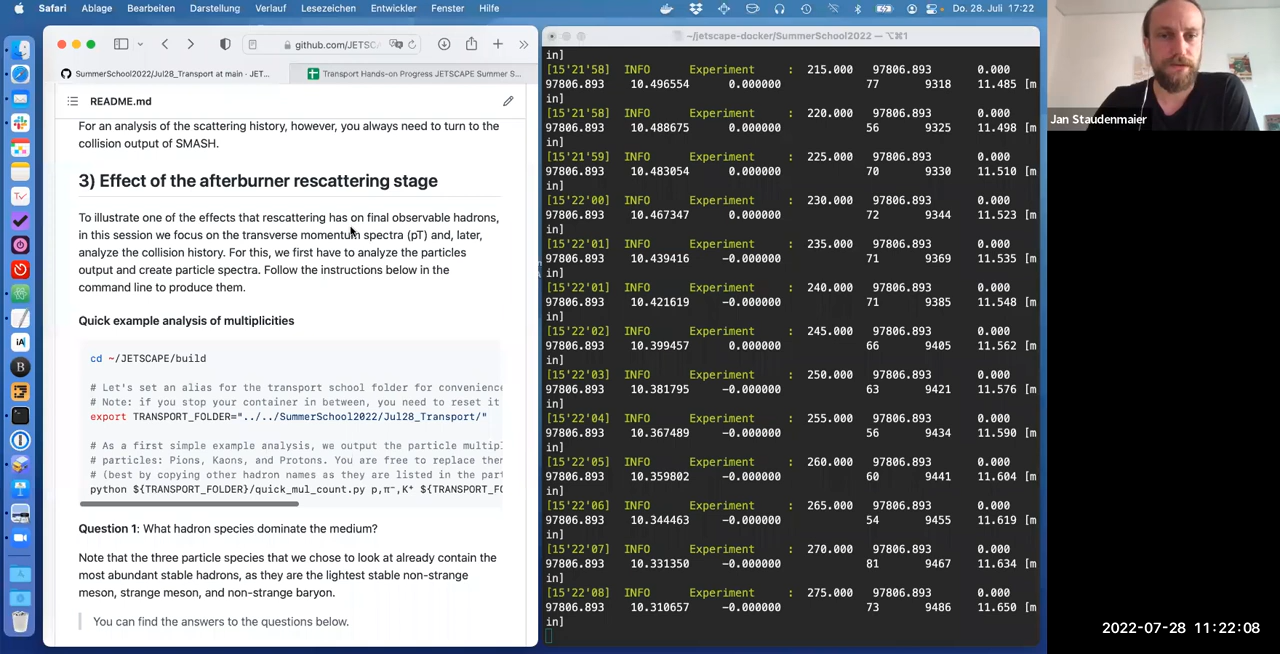 Safari Ablage Bearbeiten Darstellung Verlauf Lesezeichen Entwickler Fenster Hilfe Do. 28. Juli 17:22
github.com/JETSCA
SummerSchool2022/Jul28_Transport at main · JET...
Transport Hands-on Progress JETSCAPE Summer S...
README.md
For an analysis of the scattering history, however, you always need to turn to the
collision output of SMASH.
3) Effect of the afterburner rescattering stage
To illustrate one of the effects that rescattering has on final observable hadrons,
in this session we focus on the transverse momentum spectra (pT) and, later,
analyze the collision history. For this, we first have to analyze the particles
output and create particle spectra. Follow the instructions below in the
command line to produce them.
Quick example analysis of multiplicities
cd ~/JETSCAPE/build
# Let's set an alias for the transport school folder for convenience
# Note: if you stop your container in between, you need to reset it
export TRANSPORT_FOLDER="../../SummerSchool2022/Jul28_Transport/"
# As a first simple example analysis, we output the particle multipl
# particles: Pions, Kaons, and Protons. You are free to replace them
# (best by copying other hadron names as they are listed in the part
python ${TRANSPORT_FOLDER}/quick_mul_count.py p,π⁻,K⁺ ${TRANSPORT_FO
Question 1: What hadron species dominate the medium?
Note that the three particle species that we chose to look at already contain the
most abundant stable hadrons, as they are the lightest stable non-strange
meson, strange meson, and non-strange baryon.
You can find the answers to the questions below.
~/jetscape-docker/SummerSchool2022 — ⌥⌘1
in]
[15'21'58] INFO Experiment : 215.000 97806.893 0.000
97806.893 10.496554 0.000000 77 9318 11.485 [m
in]
[15'21'58] INFO Experiment : 220.000 97806.893 0.000
97806.893 10.488675 0.000000 56 9325 11.498 [m
in]
[15'21'59] INFO Experiment : 225.000 97806.893 0.000
97806.893 10.483054 0.000000 70 9330 11.510 [m
in]
[15'22'00] INFO Experiment : 230.000 97806.893 0.000
97806.893 10.467347 0.000000 72 9344 11.523 [m
in]
[15'22'01] INFO Experiment : 235.000 97806.893 0.000
97806.893 10.439416 -0.000000 71 9369 11.535 [m
in]
[15'22'01] INFO Experiment : 240.000 97806.893 0.000
97806.893 10.421619 -0.000000 71 9385 11.548 [m
in]
[15'22'02] INFO Experiment : 245.000 97806.893 0.000
97806.893 10.399457 0.000000 66 9405 11.562 [m
in]
[15'22'03] INFO Experiment : 250.000 97806.893 0.000
97806.893 10.381795 -0.000000 63 9421 11.576 [m
in]
[15'22'04] INFO Experiment : 255.000 97806.893 0.000
97806.893 10.367489 -0.000000 56 9434 11.590 [m
in]
[15'22'05] INFO Experiment : 260.000 97806.893 0.000
97806.893 10.359802 -0.000000 60 9441 11.604 [m
in]
[15'22'06] INFO Experiment : 265.000 97806.893 0.000
97806.893 10.344463 -0.000000 54 9455 11.619 [m
in]
[15'22'07] INFO Experiment : 270.000 97806.893 0.000
97806.893 10.331350 -0.000000 81 9467 11.634 [m
in]
[15'22'08] INFO Experiment : 275.000 97806.893 0.000
97806.893 10.310657 -0.000000 73 9486 11.650 [m
in]
Jan Staudenmaier
2022-07-28 11:22:08